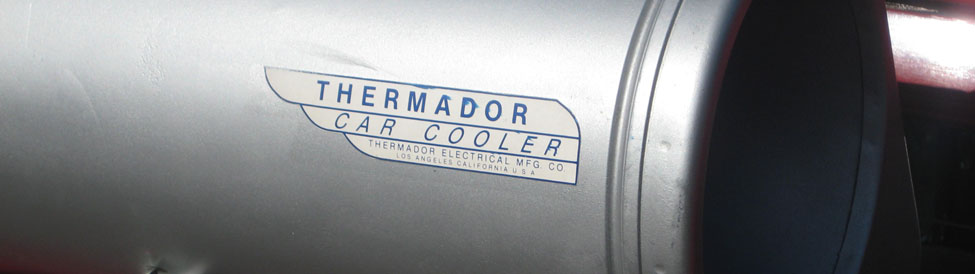 THERMADOR
CAR COOLER
THERMADOR ELECTRICAL MFG. CO
LOS ANGELES CALIFORNIA U S A